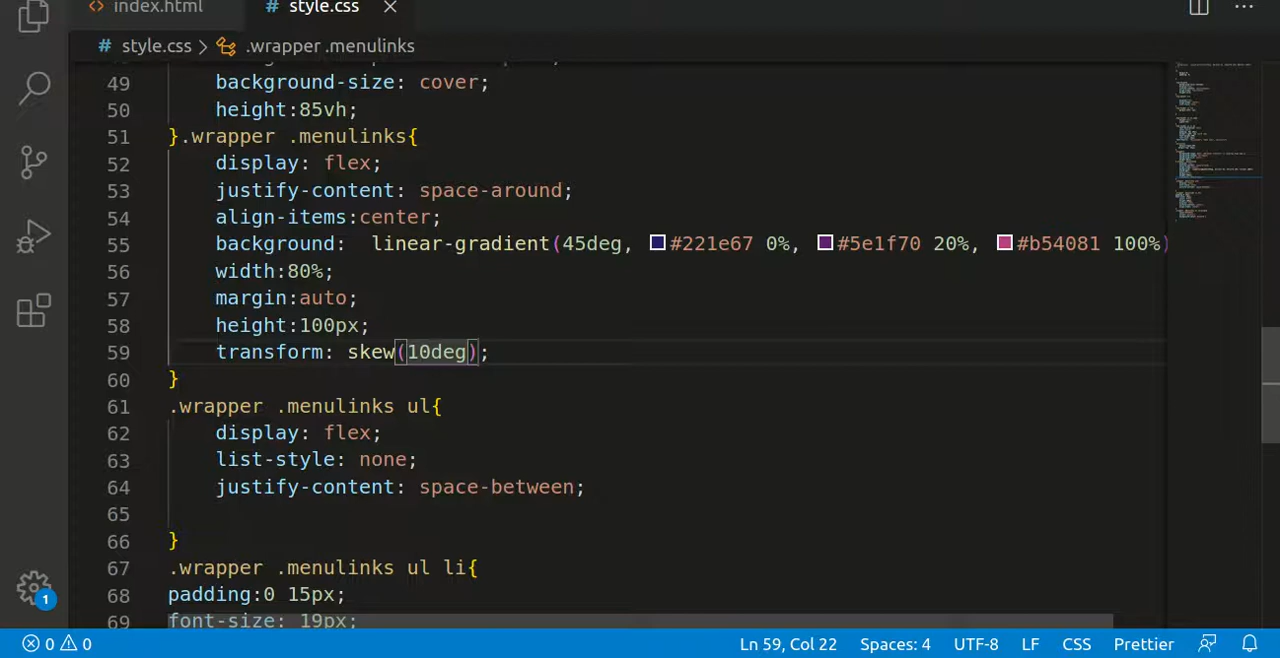 index.html
# style.css
# style.css > .wrapper .menulinks
49 background-size: cover;
50 height:85vh;
51 }.wrapper .menulinks{
52 display: flex;
53 justify-content: space-around;
54 align-items:center;
55 background: linear-gradient(45deg, #221e67 0%, #5e1f70 20%, #b54081 100%)
56 width:80%;
57 margin:auto;
58 height:100px;
59 transform: skew(10deg);
60 }
61 .wrapper .menulinks ul{
62 display: flex;
63 list-style: none;
64 justify-content: space-between;
65
66 }
67 .wrapper .menulinks ul li{
68 padding:0 15px;
69 font-size: 19px;
1
0 0 Ln 59, Col 22 Spaces: 4 UTF-8 LF CSS Prettier